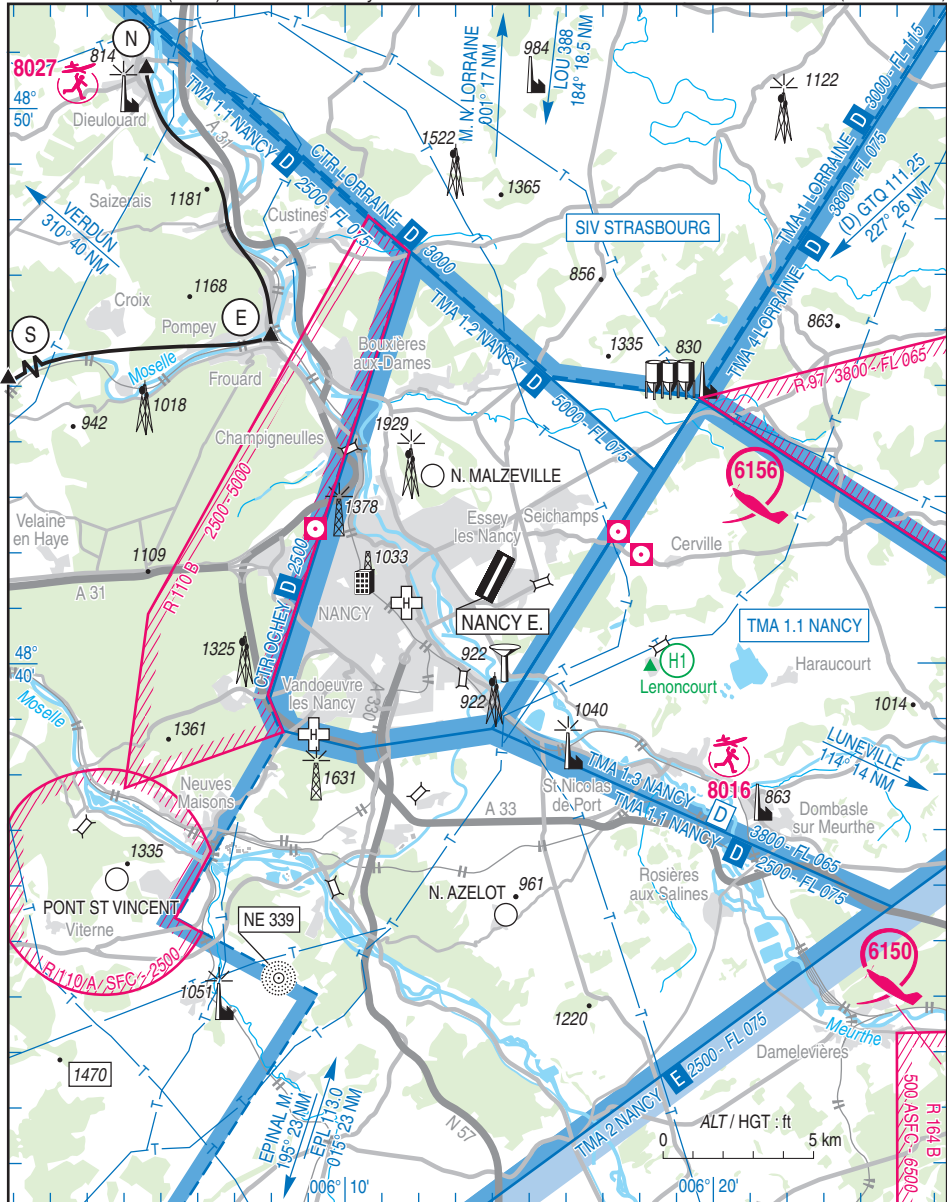 N
814
8027
Dieulouard
48°
50'
A 31
TMA 1.1 NANCY D 2500 - FL 075
CTR LORRAINE D 3000
M. N. LORRAINE
001° 17 NM
984
LOU 388
184° 18.5 NM
1122
TMA 1.1 LORRAINE D 3000 - FL 115
3800 - FL 075
TMA 4 LORRAINE D
(D) GTQ 111.25
227° 26 NM
1522
1365
1181
Saizerais
Custines
VERDUN
310° 40 NM
SIV STRASBOURG
856
1168
Croix
Pompey
E
S
Moselle
Frouard
Bouxières
aux-Dames
TMA 1.2 NANCY D 5000 - FL 075
1335
830
863
R 97 3800 - FL 065
1018
942
Champigneulles
1929
N. MALZEVILLE
6156
R 110 B 2500-5000
1378
Velaine
en Haye
Essey
les Nancy
Seichamps
Cerville
1109
A 31
1033
NANCY
NANCY E.
CTR OCHEY D 2500
TMA 1.1 NANCY
1325
922
H1
Lenoncourt
Haraucourt
48°
40'
Moselle
Vandoeuvre
les Nancy
A 330
922
1040
1014
1361
LUNEVILLE
114° 14 NM
1631
Neuves
Maisons
A 33
St Nicolas
de Port
TMA 1.3 NANCY D 3800 - FL 065
TMA 1.1 NANCY D 2500 - FL 075
8016
863
Dombasle
sur Meurthe
1335
PONT ST VINCENT
Viterne
N. AZELOT
961
Rosières
aux Salines
NE 339
R 110 A SFC - 2500
1051
6150
1220
Meurthe
Damelevières
1470
TMA 2 NANCY E 2500 - FL 075
EPINAL M.
195° 23 NM
EPL 113.0
015° 23 NM
N 57
ALT / HGT : ft
0 5 km
R 164 B
500 ASFC - 6500
006° 10'
006° 20'